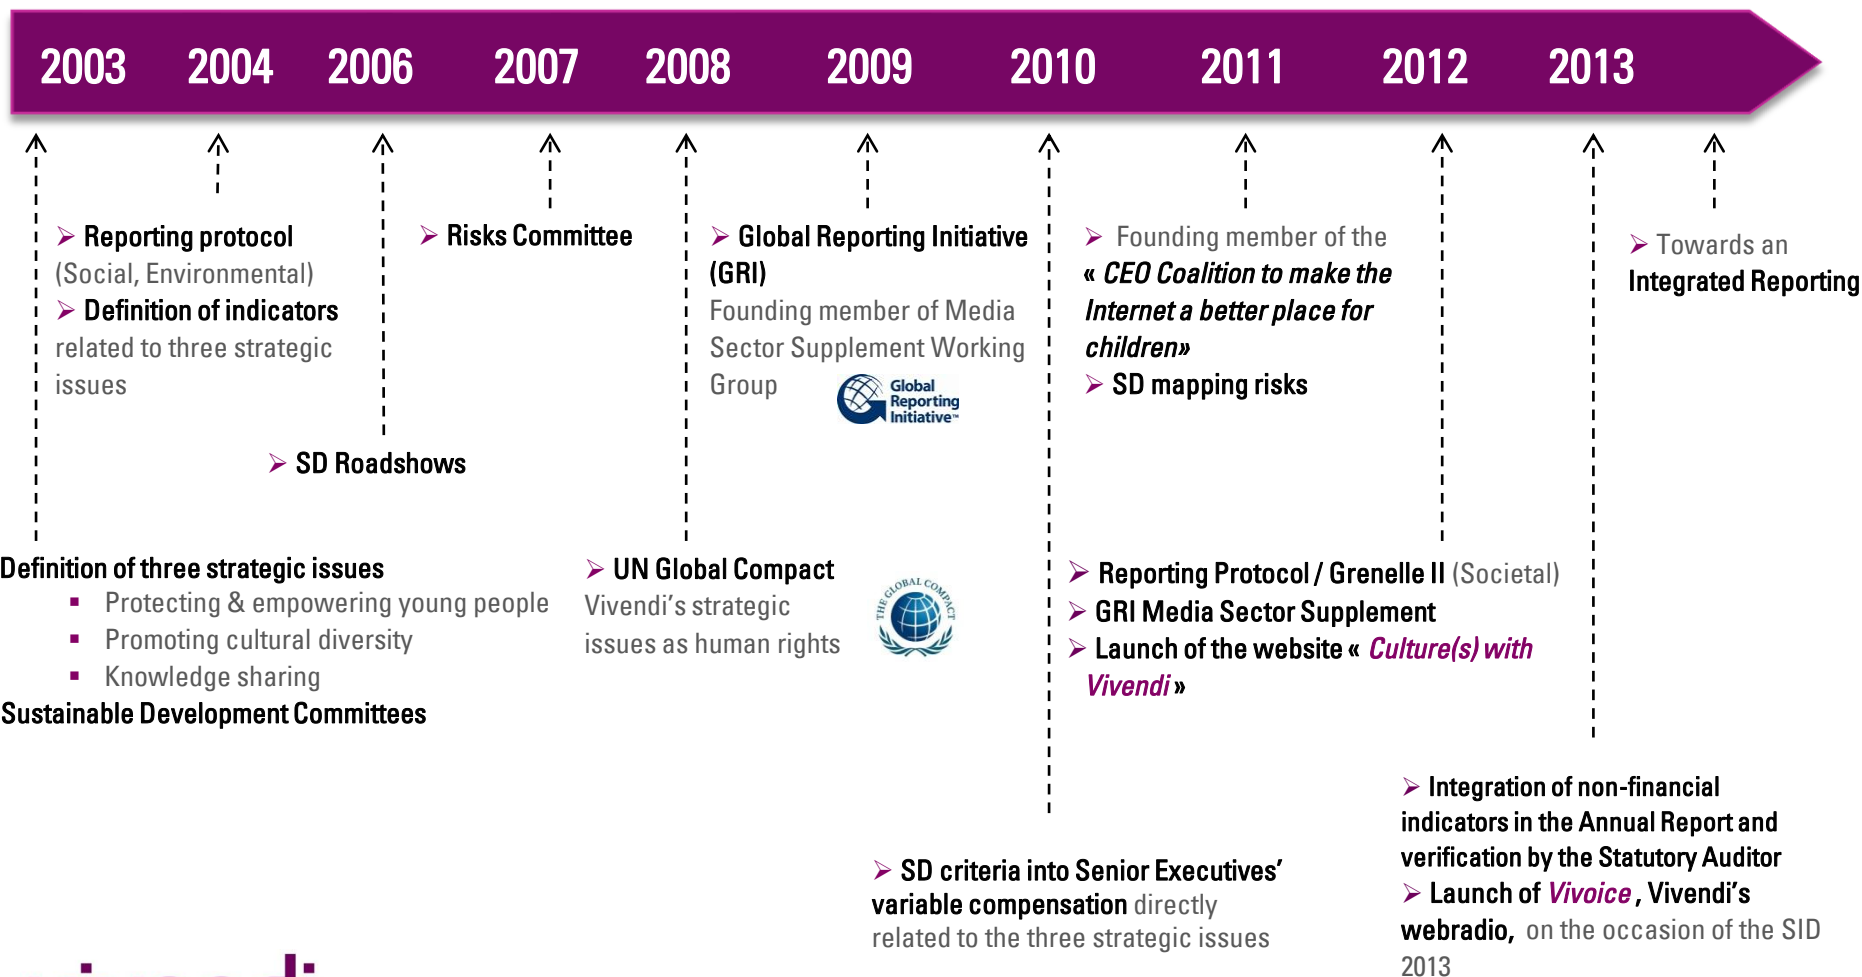 2003 2004 2006 2007 2008 2009 2010 2011 2012 2013
➢ Reporting protocol
(Social, Environmental)
➢ Definition of indicators
related to three strategic
issues
➢ Risks Committee
➢ Global Reporting Initiative
(GRI)
Founding member of Media
Sector Supplement Working
Group
Global
Reporting
Initiative™
➢ Founding member of the
« CEO Coalition to make the
Internet a better place for
children»
➢ SD mapping risks
➢ Towards an
Integrated Reporting
➢ SD Roadshows
Definition of three strategic issues
▪ Protecting & empowering young people
▪ Promoting cultural diversity
▪ Knowledge sharing
Sustainable Development Committees
➢ UN Global Compact
Vivendi’s strategic
issues as human rights
THE GLOBAL COMPACT
➢ Reporting Protocol / Grenelle II (Societal)
➢ GRI Media Sector Supplement
➢ Launch of the website « Culture(s) with
Vivendi »
➢ SD criteria into Senior Executives’
variable compensation directly
related to the three strategic issues
➢ Integration of non-financial
indicators in the Annual Report and
verification by the Statutory Auditor
➢ Launch of Vivoice , Vivendi’s
webradio, on the occasion of the SID
2013